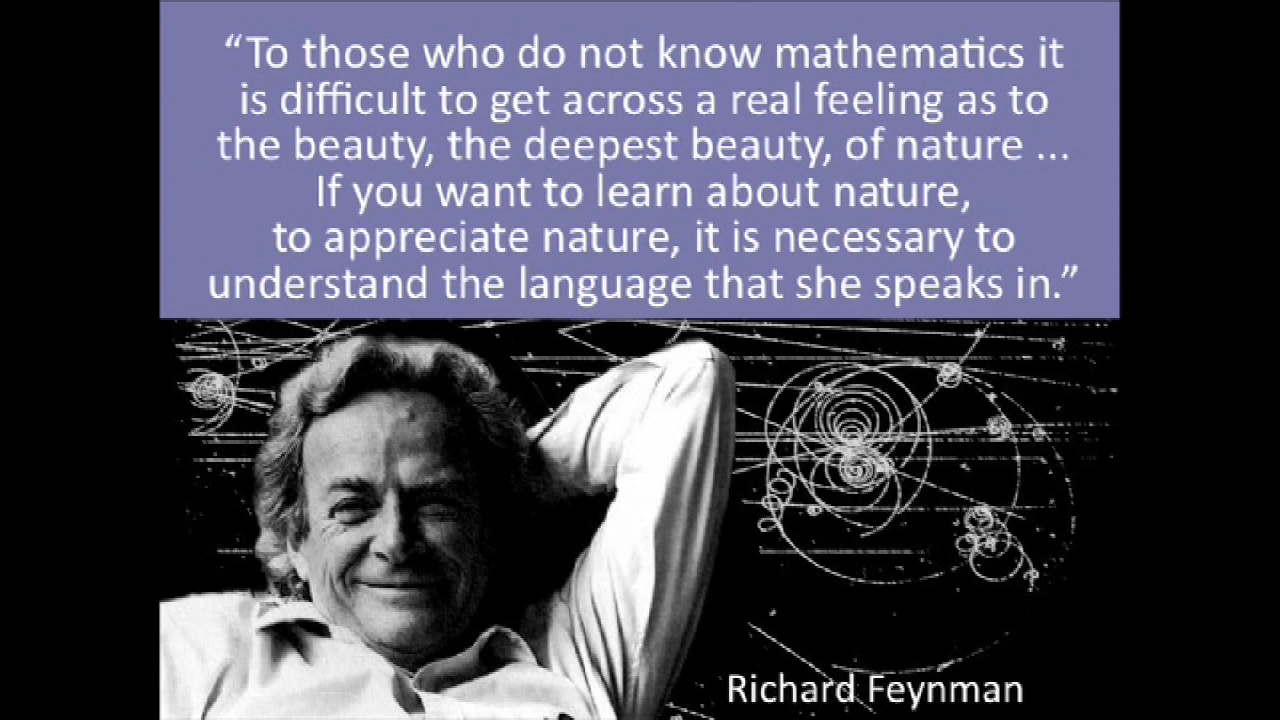 “To those who do not know mathematics it
is difficult to get across a real feeling as to
the beauty, the deepest beauty, of nature ...
If you want to learn about nature,
to appreciate nature, it is necessary to
understand the language that she speaks in.”
Richard Feynman